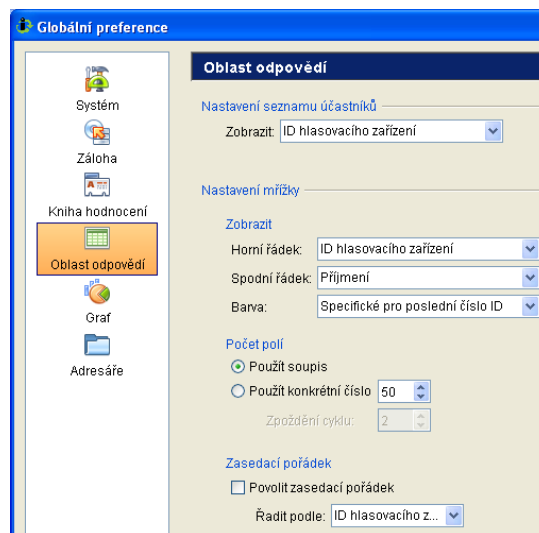 Globální preference
Systém
Záloha
Kniha hodnocení
Oblast odpovědí
Graf
Adresáře
Oblast odpovědí
Nastavení seznamu účastníků
Zobrazit: ID hlasovacího zařízení
Nastavení mřížky
Zobrazit
Horní řádek: ID hlasovacího zařízení
Spodní řádek: Příjmení
Barva: Specifické pro poslední číslo ID
Počet polí
Použít soupis
Použít konkrétní číslo 50
Zpoždění cyklu: 2
Zasedací pořádek
Povolit zasedací pořádek
Řadit podle: ID hlasovacího z...